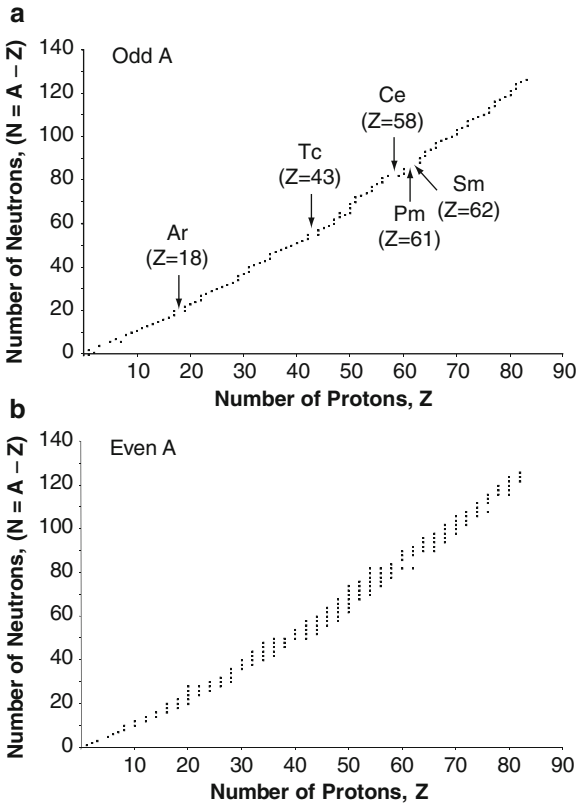 a
Number of Neutrons, (N = A – Z)
140
120
100
80
60
40
20
0
Odd A
Ar
(Z=18)
Tc
(Z=43)
Ce
(Z=58)
Pm
(Z=61)
Sm
(Z=62)
10 20 30 40 50 60 70 80 90
Number of Protons, Z
b
Number of Neutrons, (N = A – Z)
140
120
100
80
60
40
20
0
Even A
10 20 30 40 50 60 70 80 90
Number of Protons, Z